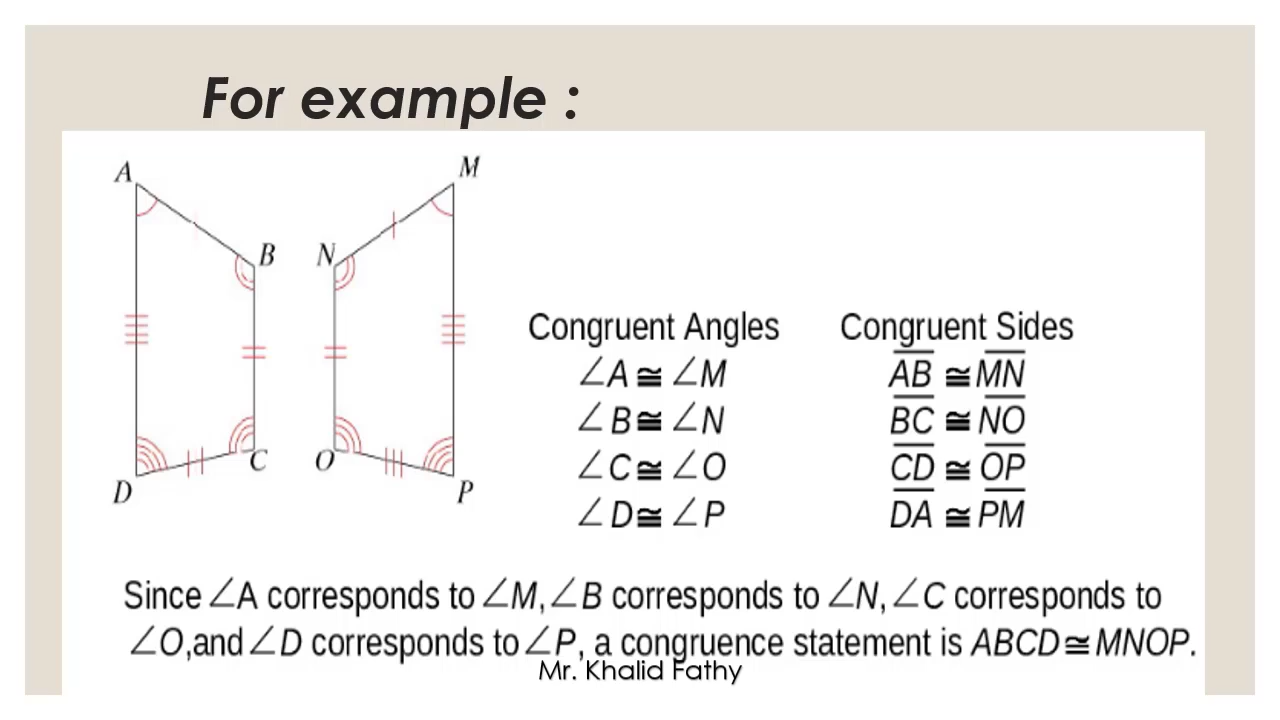 For example :
A
M
B
N
C
O
D
P
Congruent Angles
Congruent Sides
∠A ≅ ∠M
AB ≅ MN
∠B ≅ ∠N
BC ≅ NO
∠C ≅ ∠O
CD ≅ OP
∠D ≅ ∠P
DA ≅ PM
Since ∠A corresponds to ∠M, ∠B corresponds to ∠N, ∠C corresponds to
∠O,and ∠D corresponds to ∠P, a congruence statement is ABCD ≅ MNOP.
Mr. Khalid Fathy